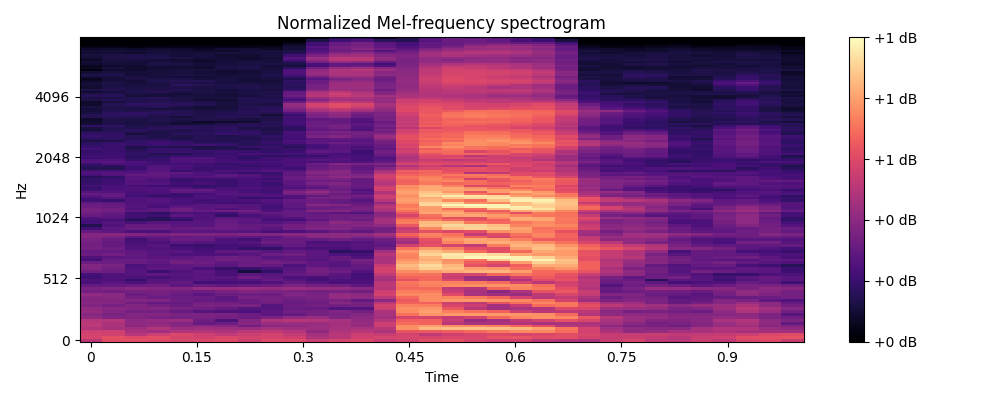 Normalized Mel-frequency spectrogram
+1 dB
4096
+1 dB
2048
+1 dB
Hz
1024
+0 dB
512
+0 dB
0
+0 dB
0 0.15 0.3 0.45 0.6 0.75 0.9
Time